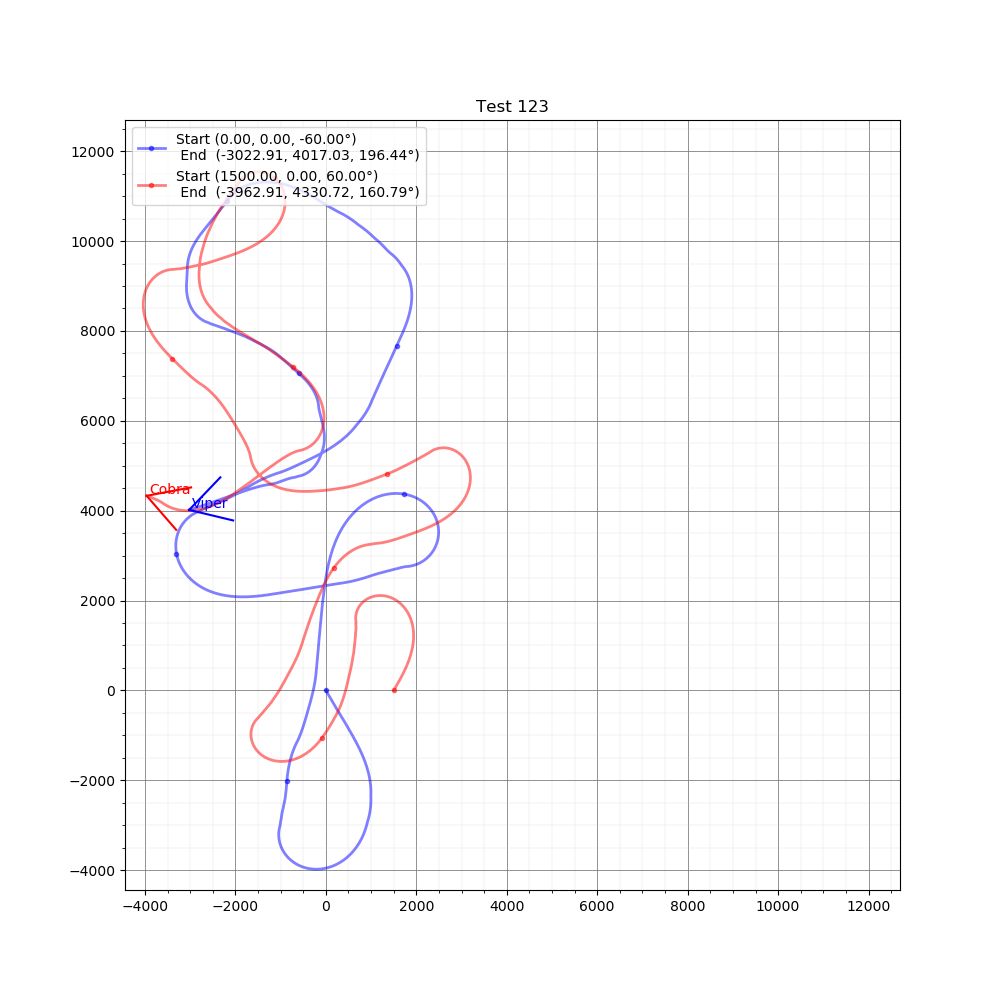 Test 123
Start (0.00, 0.00, -60.00°)
End (-3022.91, 4017.03, 196.44°)
Start (1500.00, 0.00, 60.00°)
End (-3962.91, 4330.72, 160.79°)
12000
10000
8000
6000
4000
2000
0
−2000
−4000
Cobra
Viper
−4000 −2000 0 2000 4000 6000 8000 10000 12000